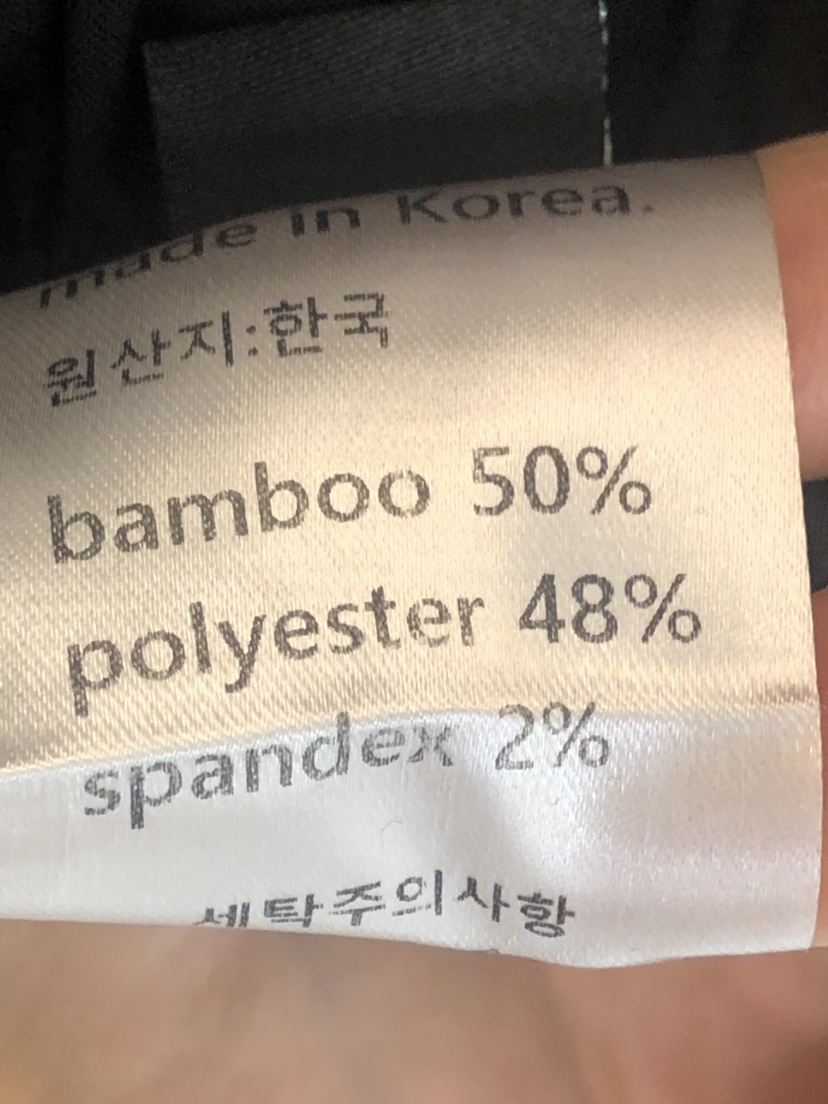 made in Korea.
원산지:한국
bamboo 50%
polyester 48%
spandex 2%
세탁주의사항